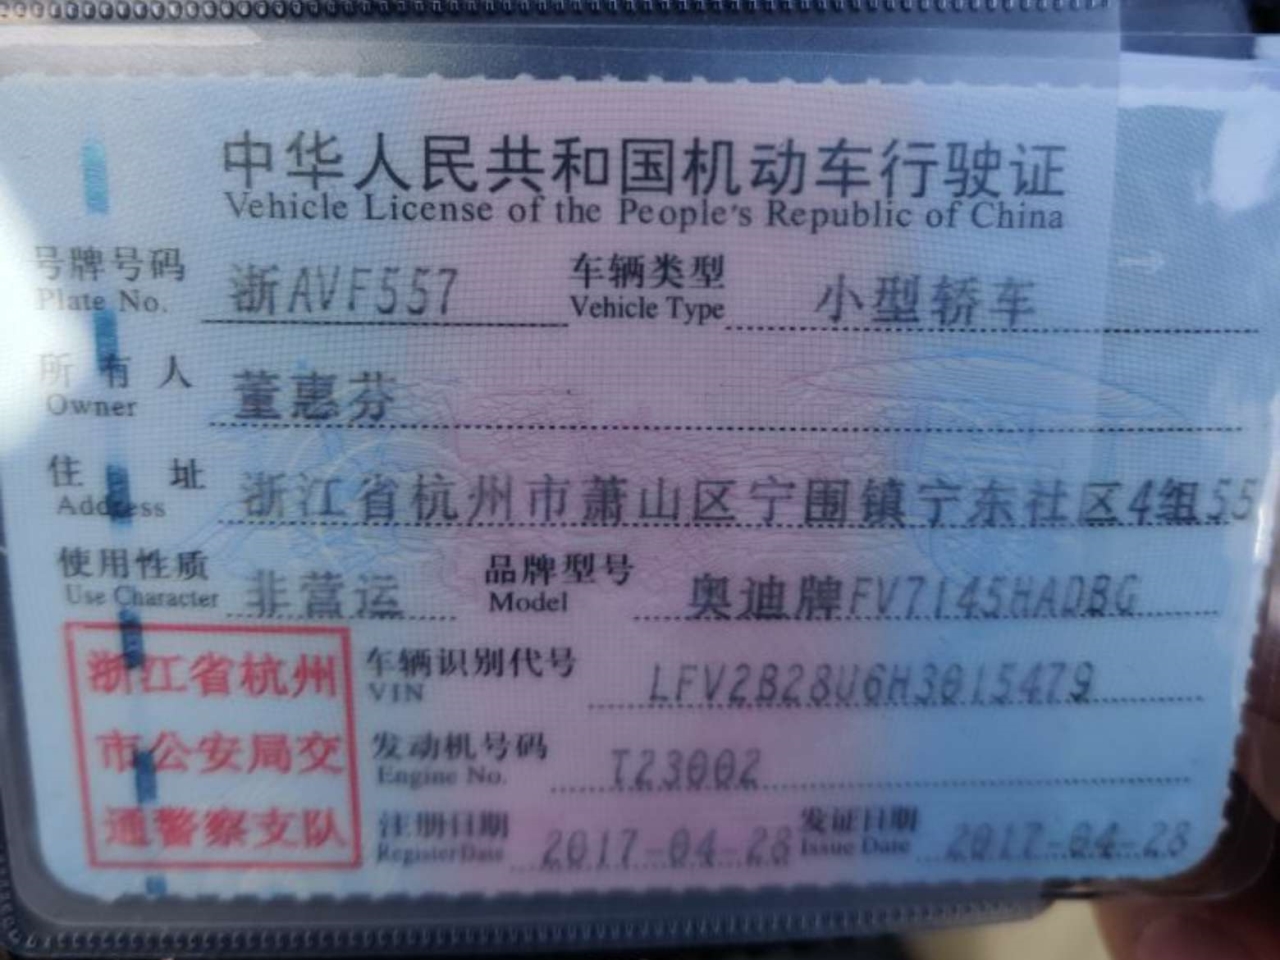 中华人民共和国机动车行驶证
Vehicle License of the People's Republic of China
号牌号码 浙AVF557 车辆类型 小型轿车
Plate No. Vehicle Type
所有人 董惠芬
Owner
住址 浙江省杭州市萧山区宁围镇宁东社区4组55
Address
使用性质 非营运 品牌型号 奥迪牌FV7145HADBG
Use Character Model
浙江省杭州
市公安局交
通警察支队
车辆识别代号 LFV2B28U6H3015479
VIN
发动机号码 T23002
Engine No.
注册日期 2017-04-28 发证日期 2017-04-28
Register Date Issue Date